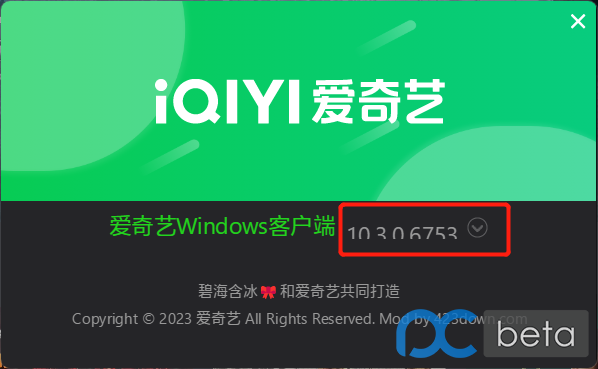 iQIYI 爱奇艺
爱奇艺Windows客户端 10.3.0.6753
碧海含冰🎀和爱奇艺共同打造
Copyright © 2023 爱奇艺 All Rights Reserved. Mod by 423down.com
PC beta